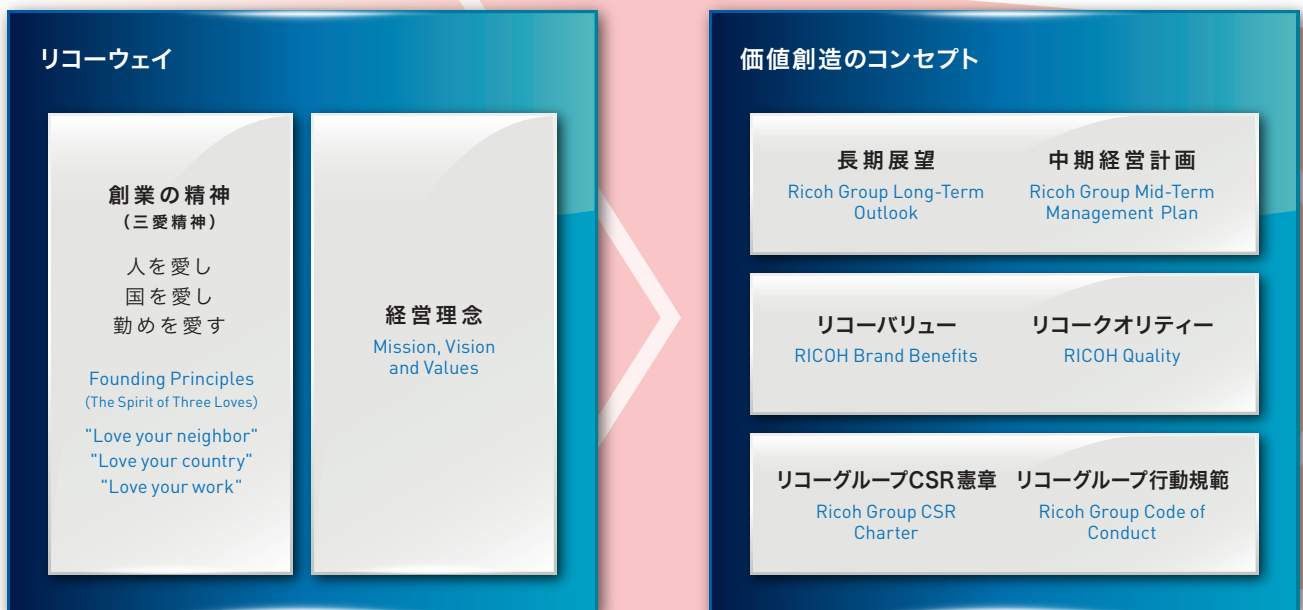 リコーウェイ
創業の精神
（三愛精神）
人を愛し
国を愛し
勤めを愛す
Founding Principles
(The Spirit of Three Loves)
"Love your neighbor"
"Love your country"
"Love your work"
経営理念
Mission, Vision
and Values
価値創造のコンセプト
長期展望
Ricoh Group Long-Term
Outlook
中期経営計画
Ricoh Group Mid-Term
Management Plan
リコーバリュー
RICOH Brand Benefits
リコークオリティー
RICOH Quality
リコーグループCSR憲章
Ricoh Group CSR
Charter
リコーグループ行動規範
Ricoh Group Code of
Conduct